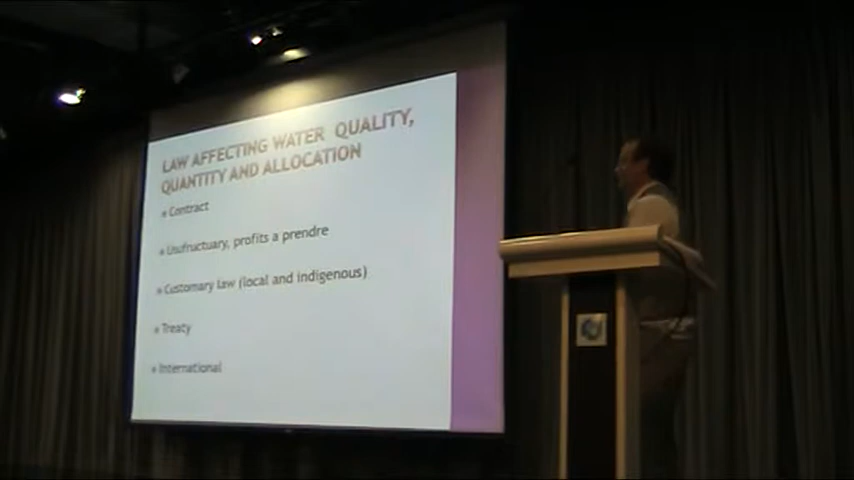 LAW AFFECTING WATER QUALITY,
QUANTITY AND ALLOCATION
Contract
Usufructuary, profits a prendre
Customary law (local and indigenous)
Treaty
International